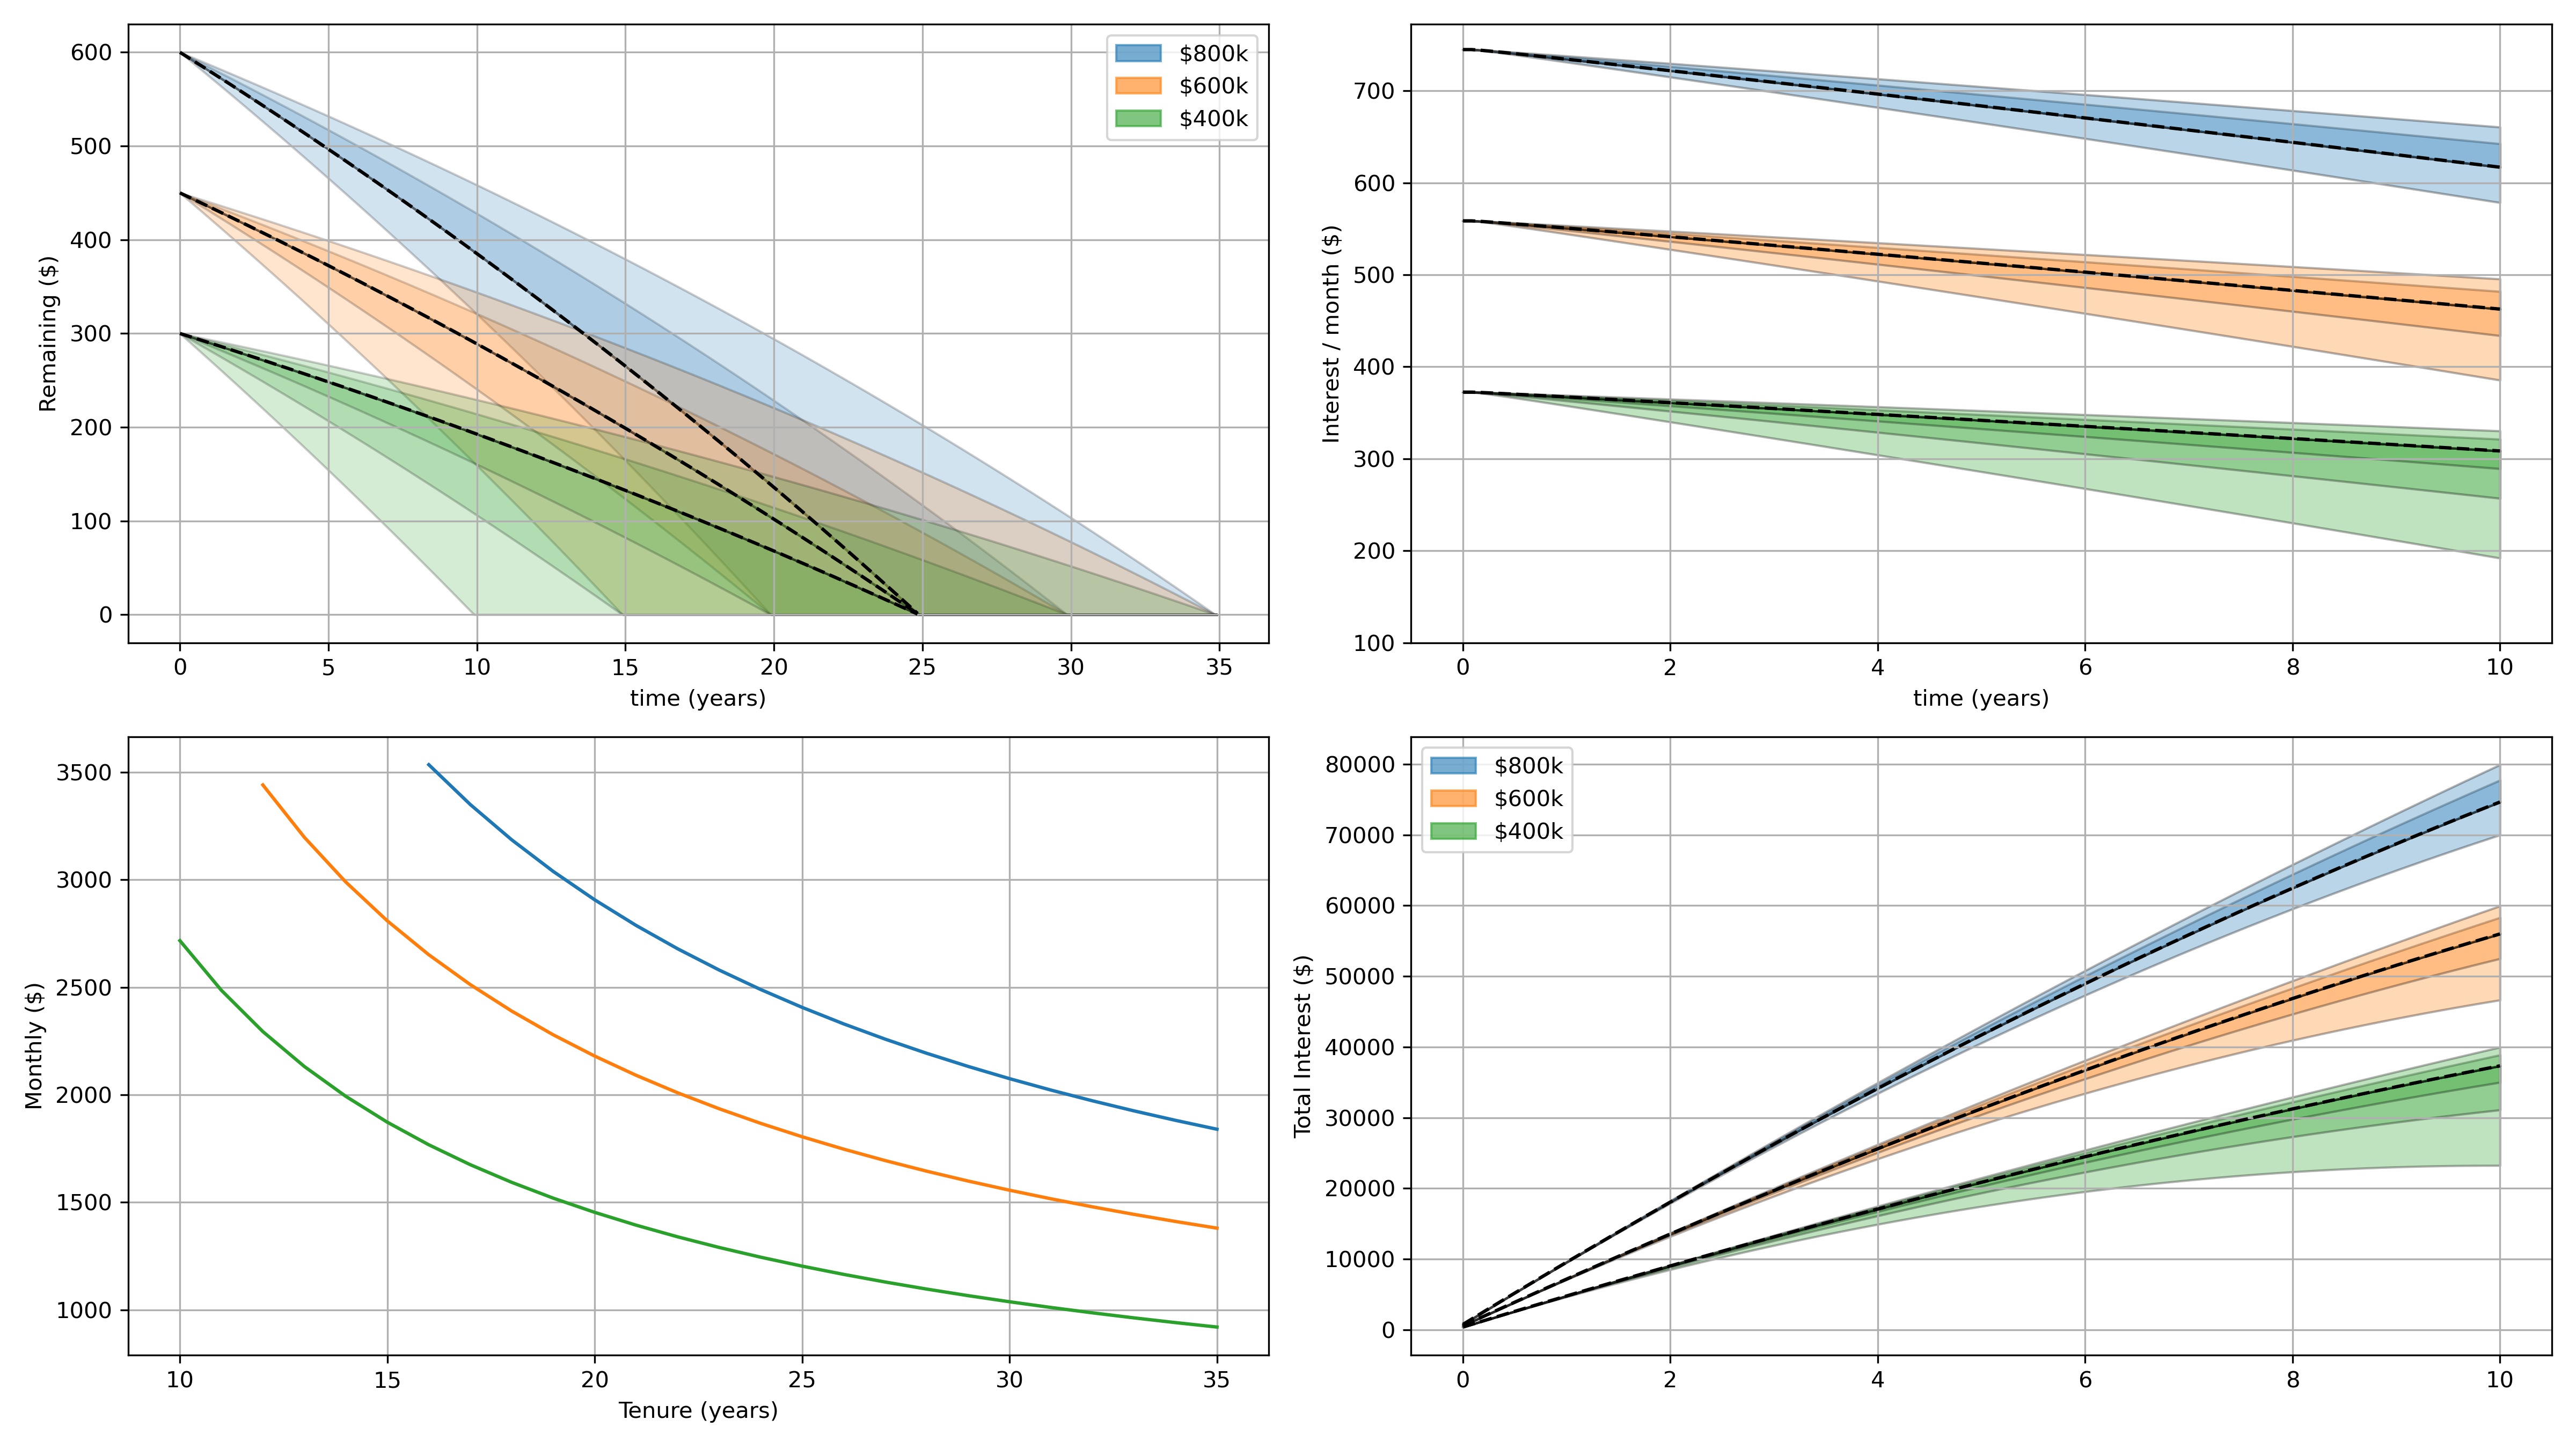 600
500
400
300
200
100
0
Remaining ($)
0 5 10 15 20 25 30 35
time (years)
$800k
$600k
$400k
700
600
500
400
300
200
100
Interest / month ($)
0 2 4 6 8 10
time (years)
3500
3000
2500
2000
1500
1000
Monthly ($)
10 15 20 25 30 35
Tenure (years)
80000
70000
60000
50000
40000
30000
20000
10000
0
Total Interest ($)
$800k
$600k
$400k
0 2 4 6 8 10